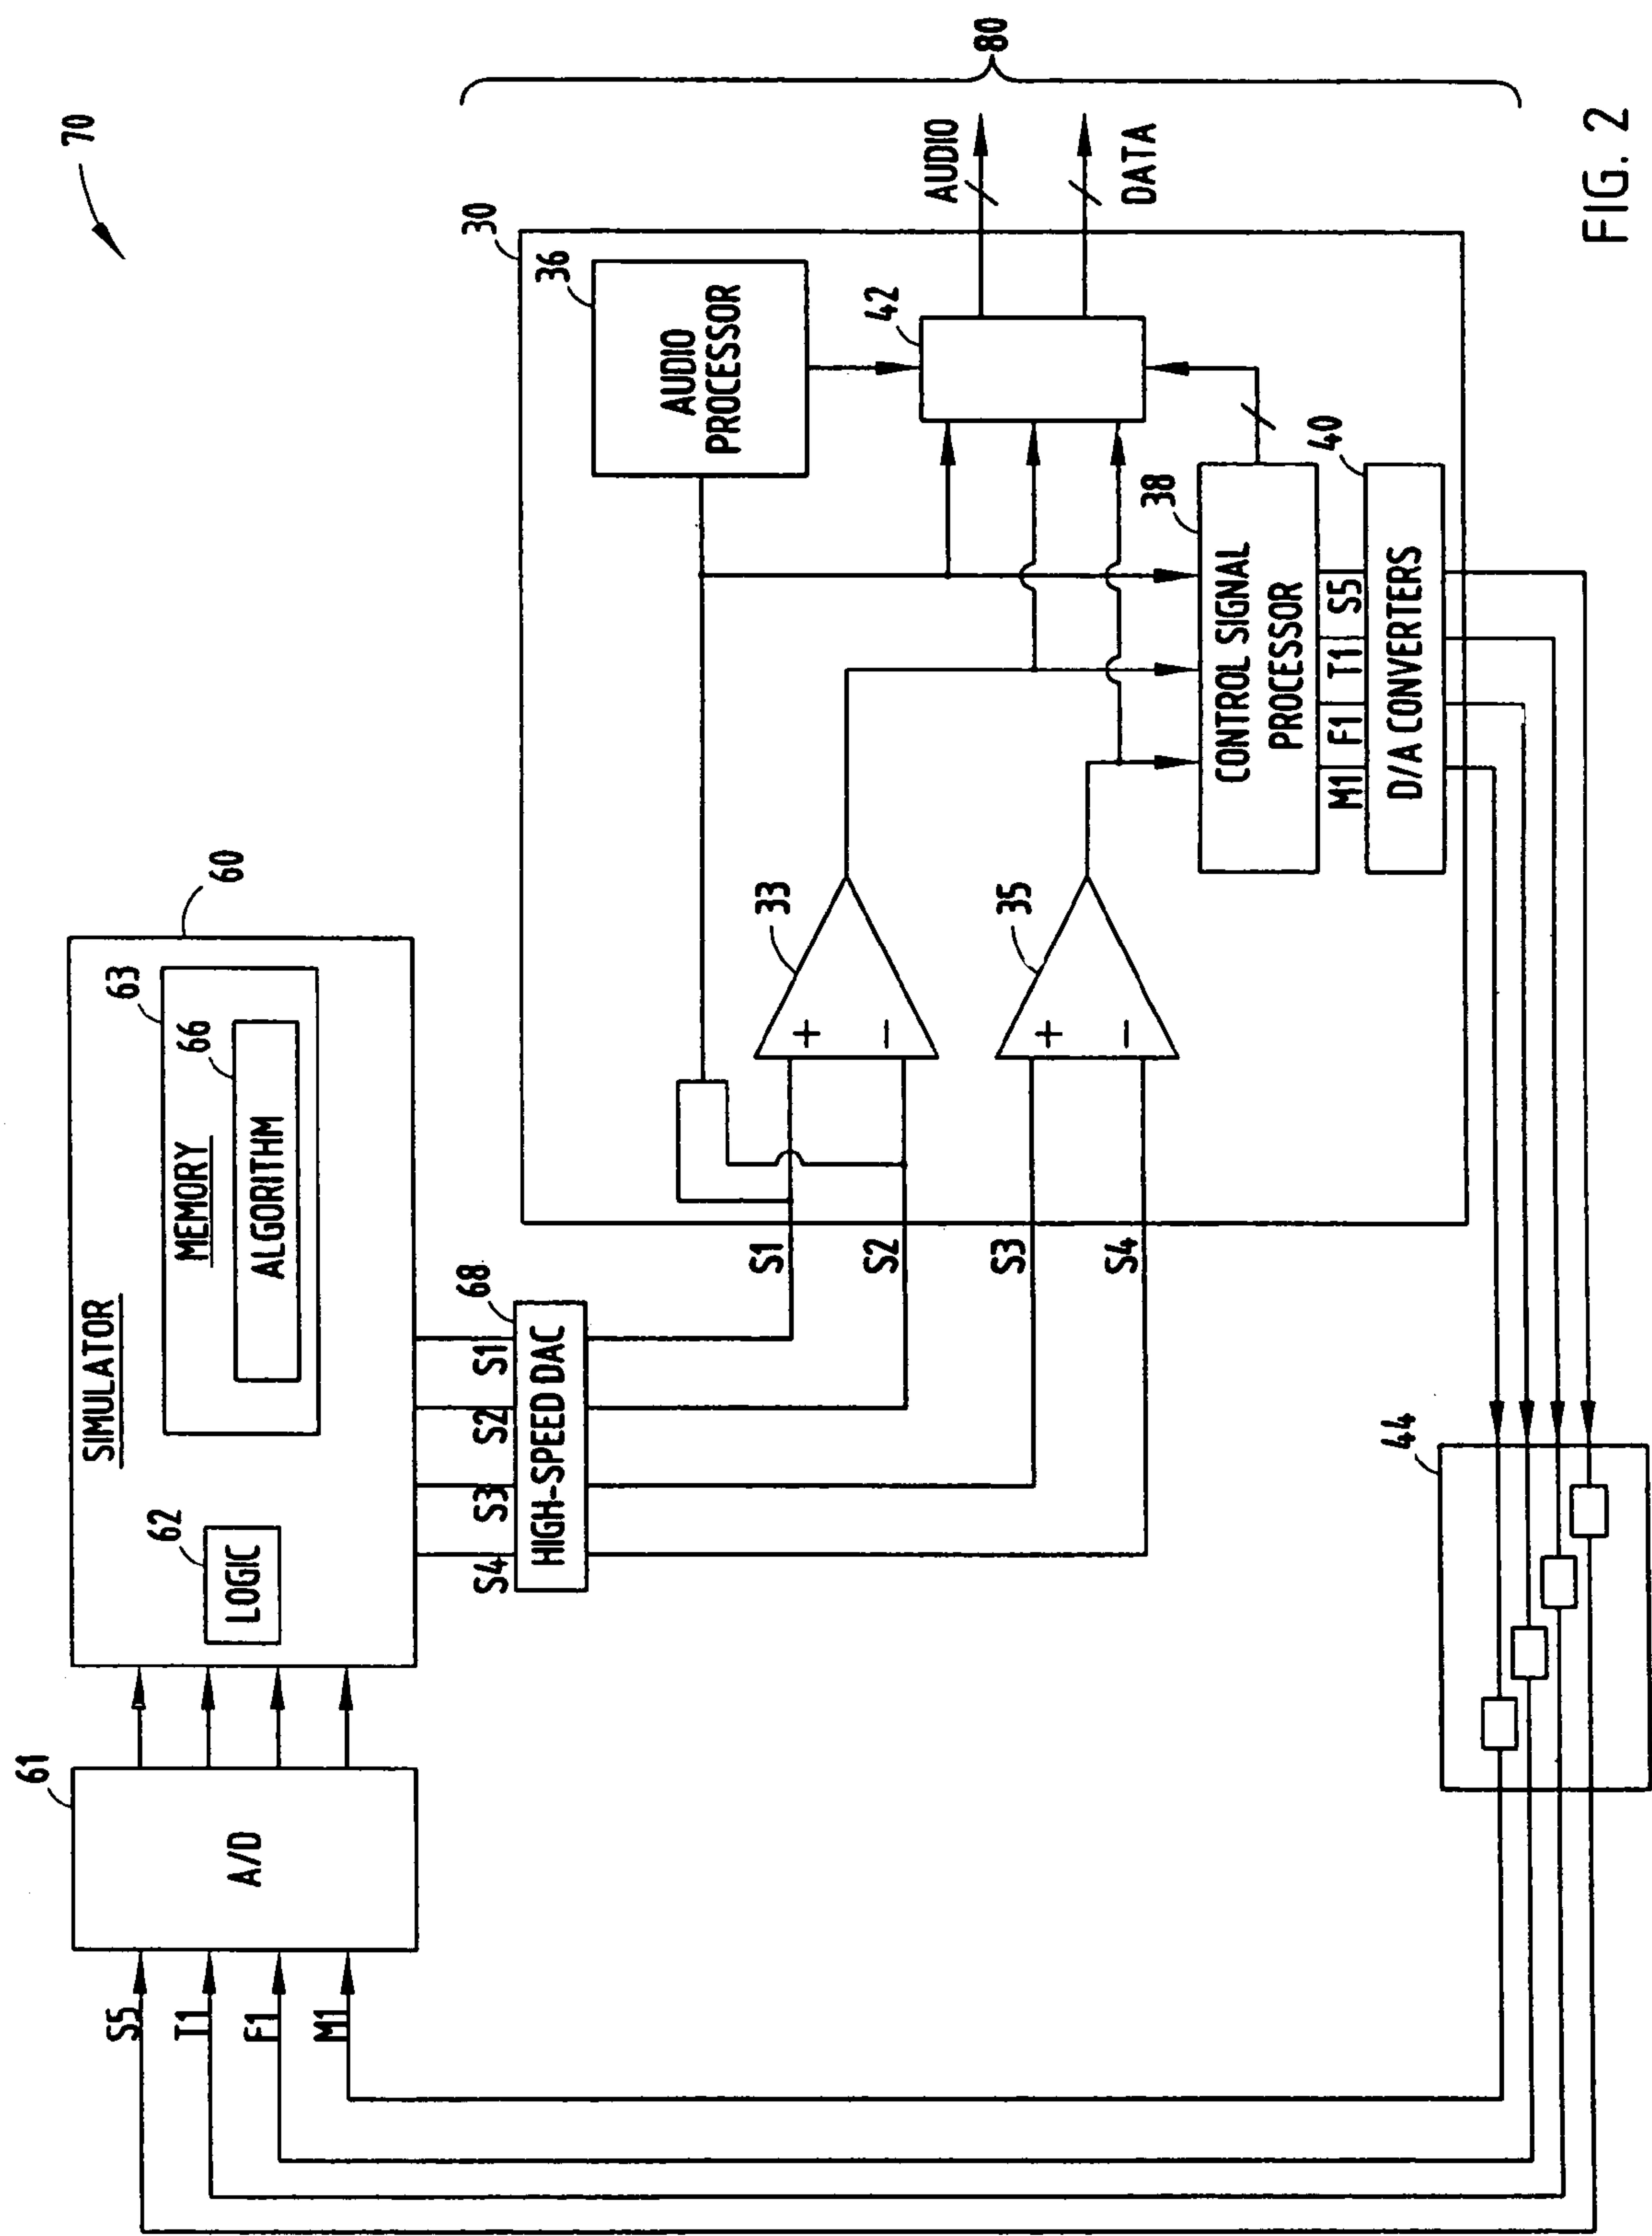 70
61
A/D
S5
T1
F1
M1
SIMULATOR
60
62
LOGIC
63
MEMORY
66
ALGORITHM
S4
S3
S2
S1
68
HIGH-SPEED DAC
S1
S2
S3
S4
30
33
+
−
35
+
−
36
AUDIO
PROCESSOR
42
38
CONTROL SIGNAL
PROCESSOR
M1
F1
T1
S5
40
D/A CONVERTERS
AUDIO
DATA
80
44
FIG. 2